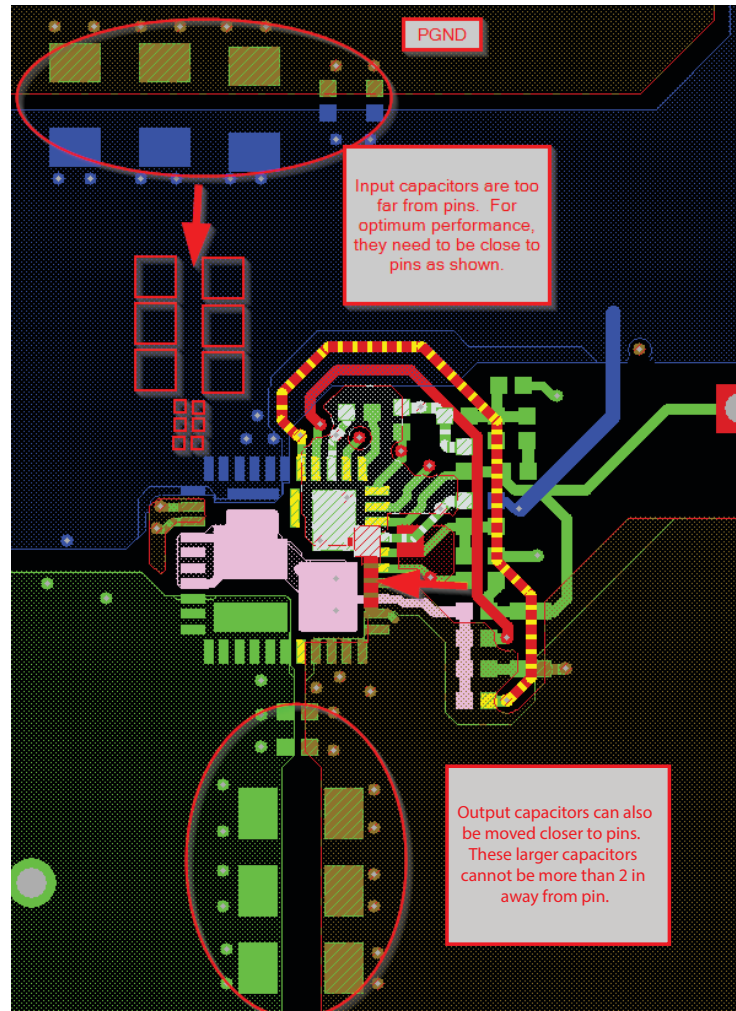 PGND
Input capacitors are too
far from pins.  For
optimum performance,
they need to be close to
pins as shown.
Output capacitors can also
be moved closer to pins.
These larger capacitors
cannot be more than 2 in
away from pin.